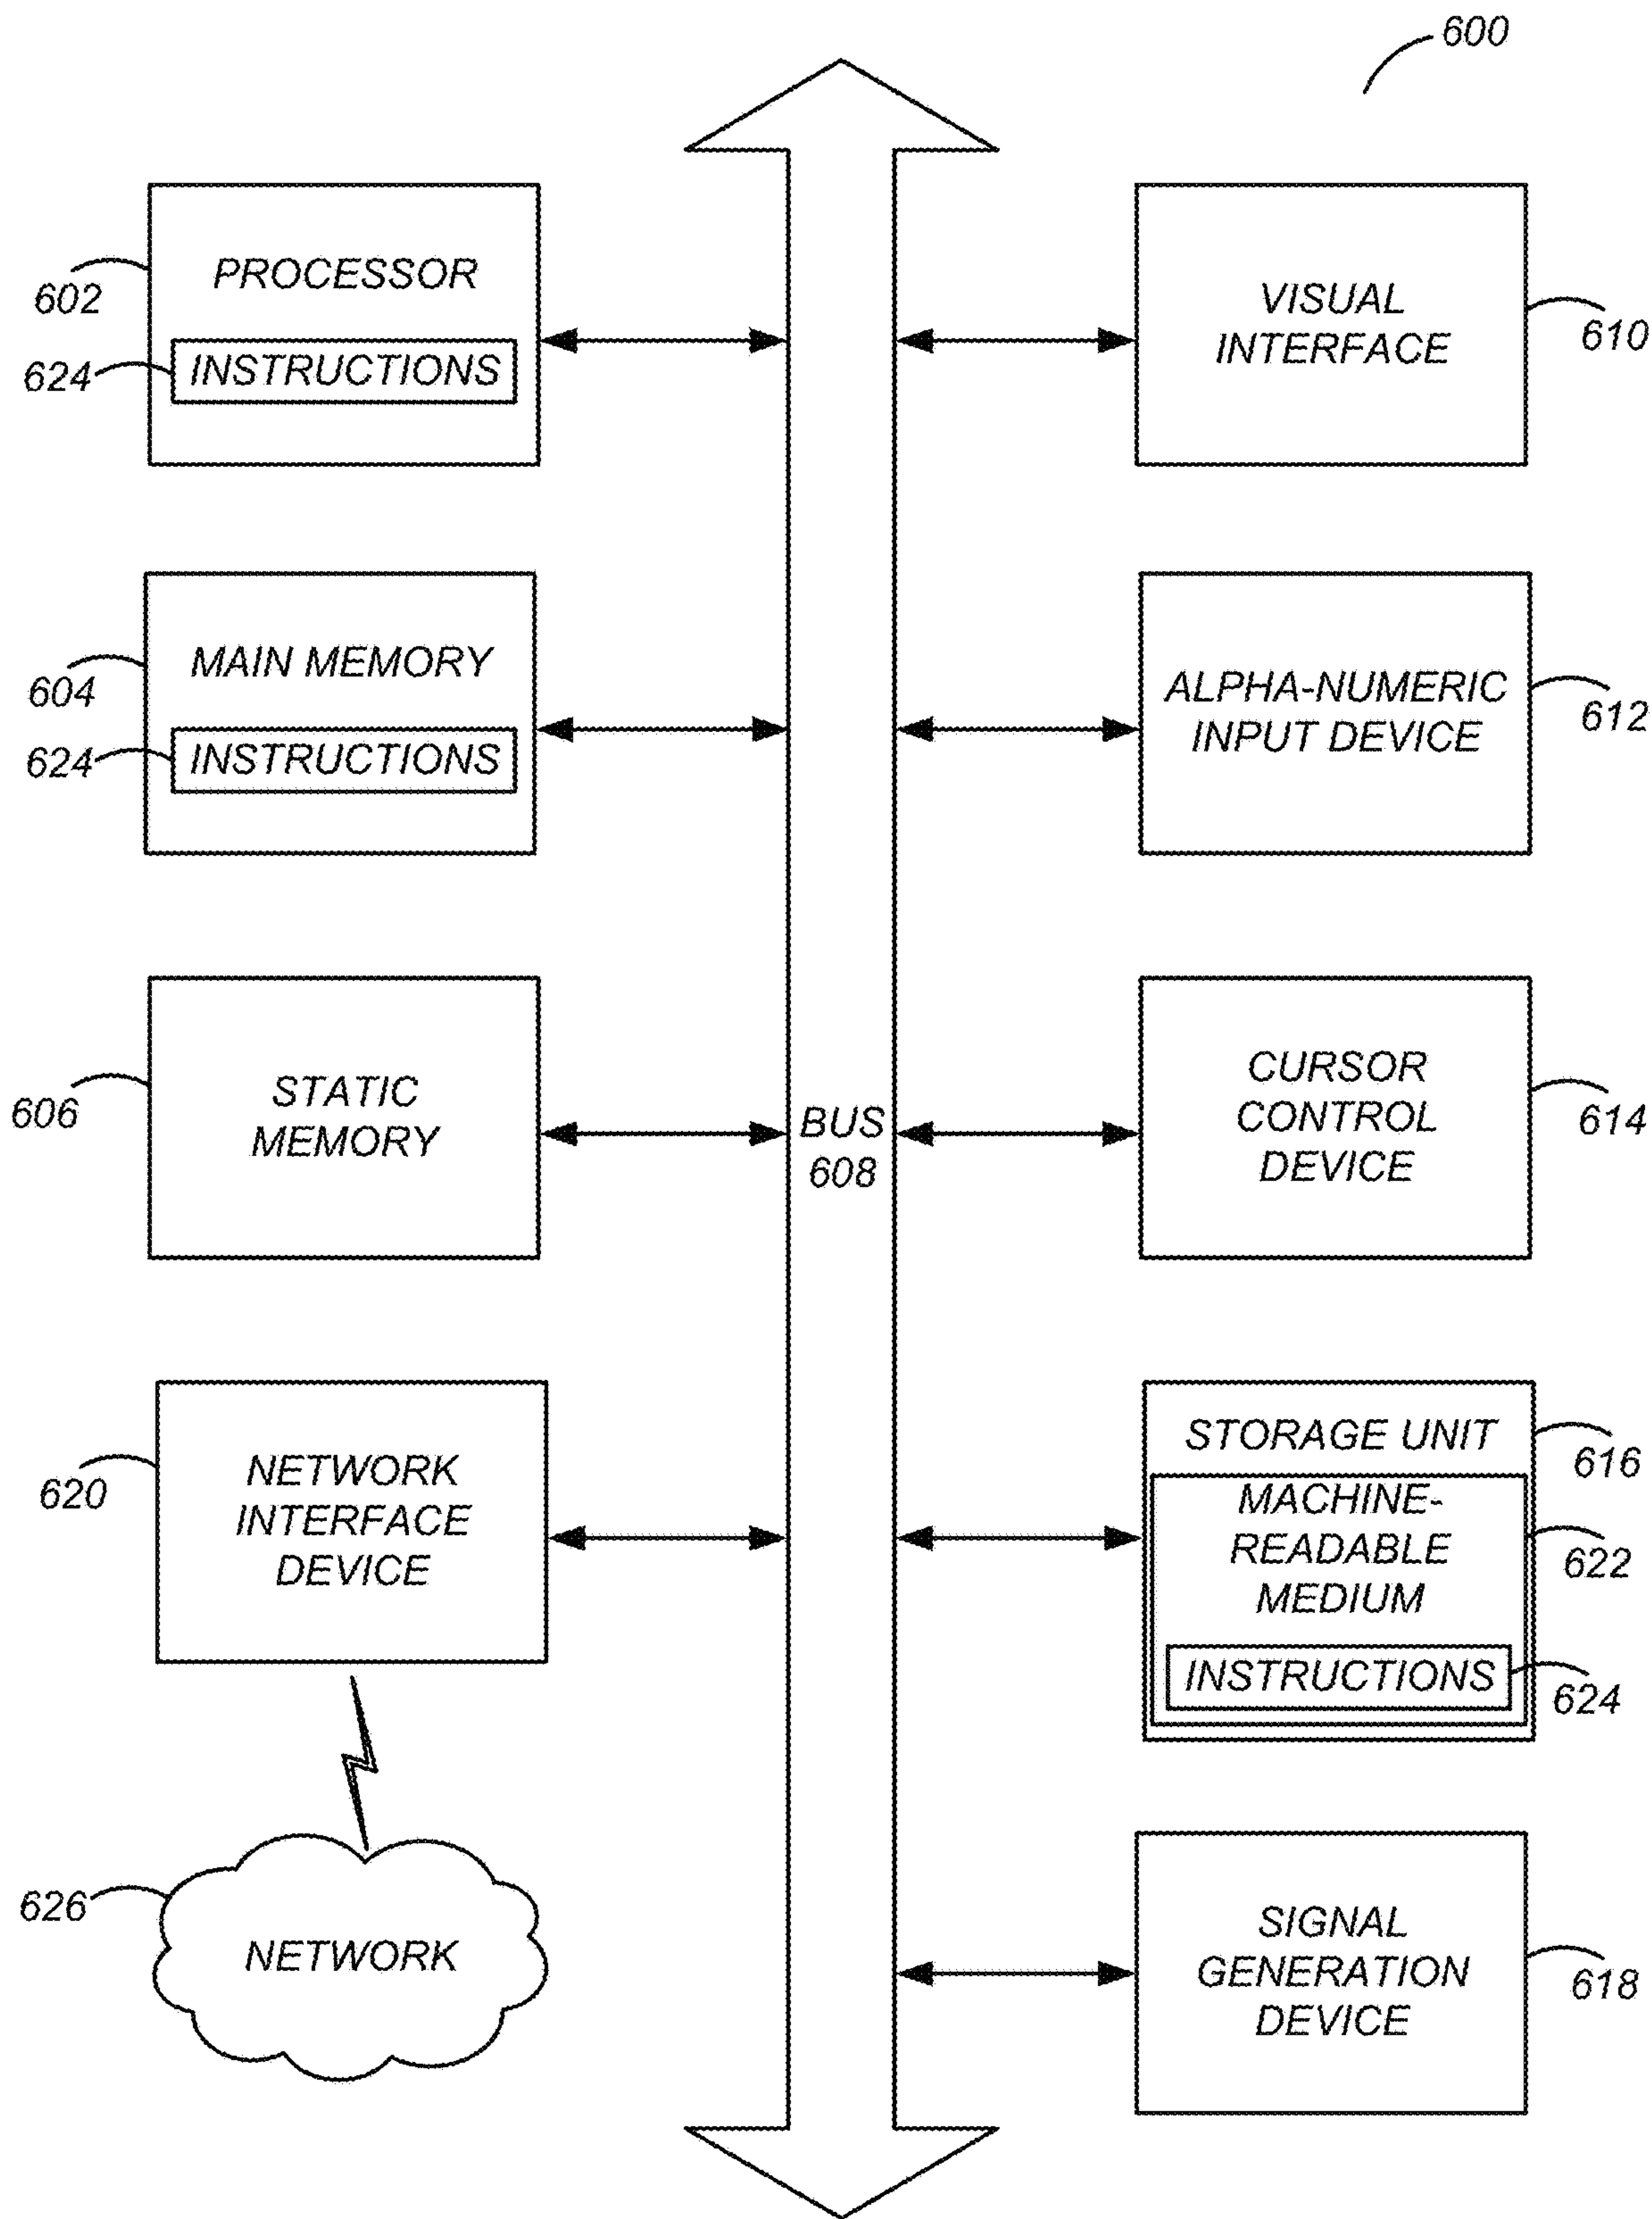 600
PROCESSOR
602
624
INSTRUCTIONS
VISUAL
INTERFACE
610
MAIN MEMORY
604
624
INSTRUCTIONS
ALPHA-NUMERIC
INPUT DEVICE
612
STATIC
MEMORY
606
BUS
608
CURSOR
CONTROL
DEVICE
614
NETWORK
INTERFACE
DEVICE
620
STORAGE UNIT
616
MACHINE-
READABLE
MEDIUM
622
INSTRUCTIONS
624
626
NETWORK
SIGNAL
GENERATION
DEVICE
618